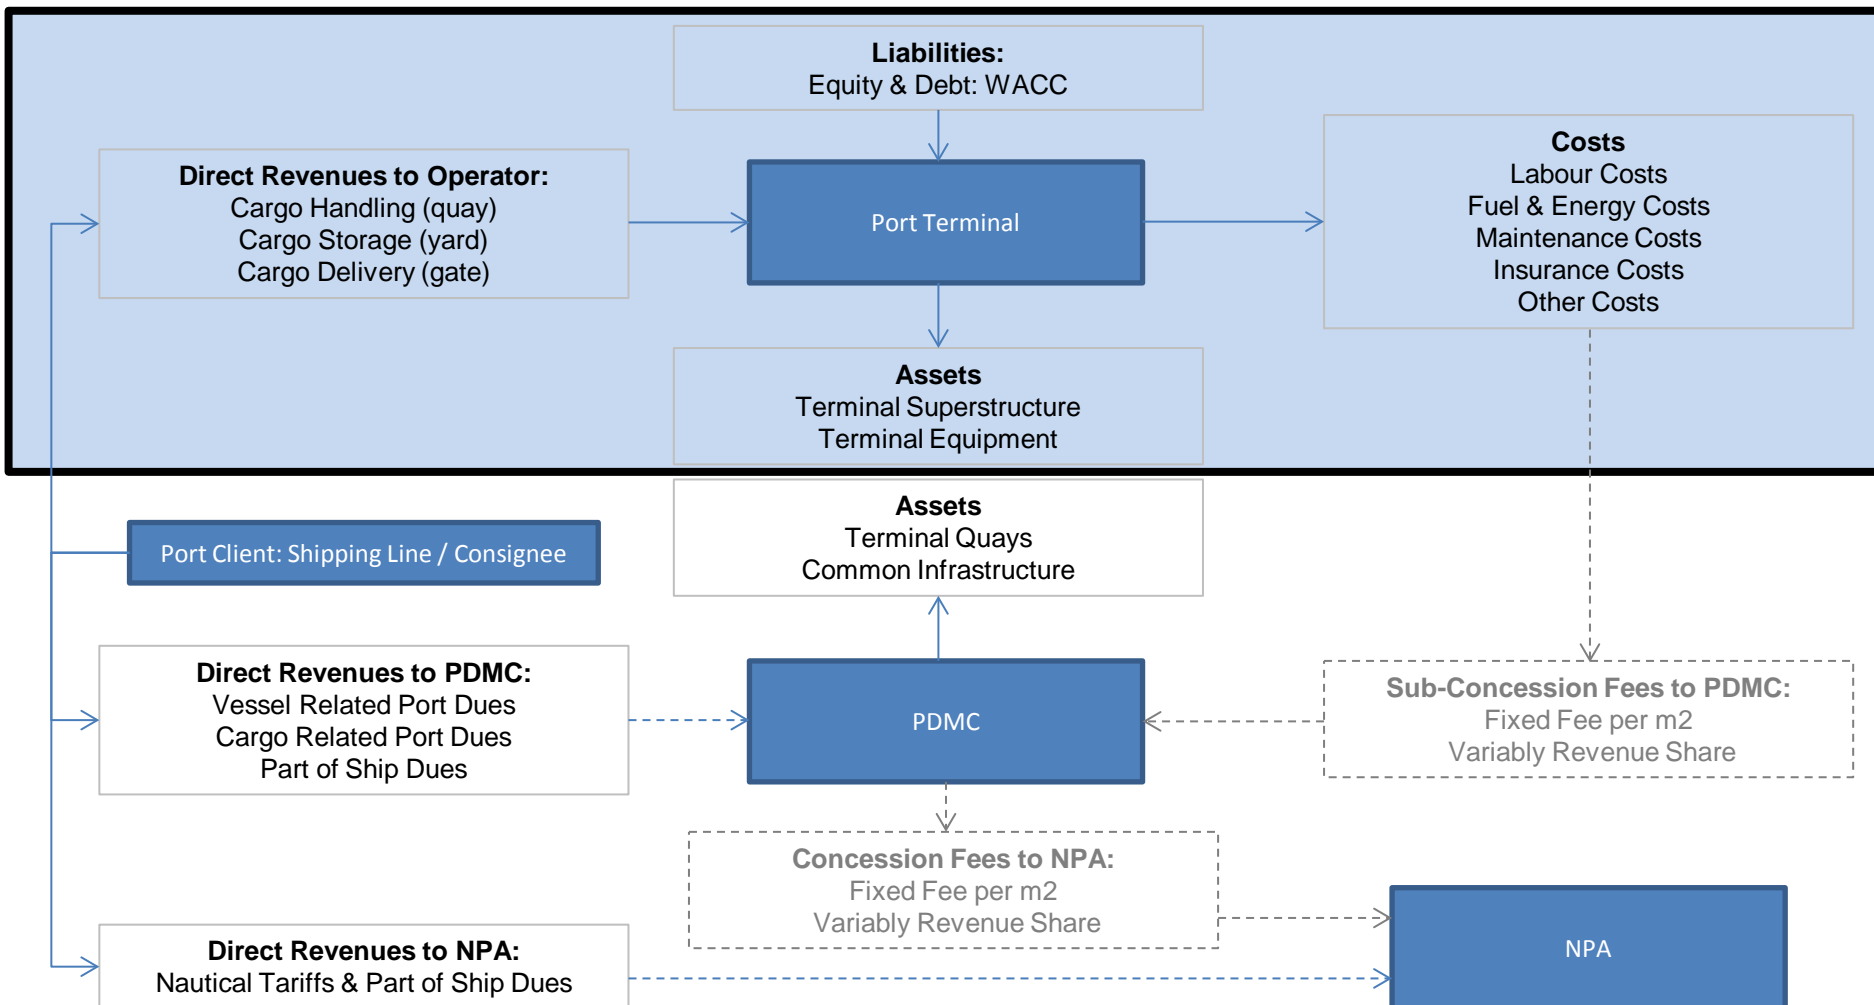 Liabilities:
Equity & Debt: WACC
Direct Revenues to Operator:
Cargo Handling (quay)
Cargo Storage (yard)
Cargo Delivery (gate)
Port Terminal
Costs
Labour Costs
Fuel & Energy Costs
Maintenance Costs
Insurance Costs
Other Costs
Assets
Terminal Superstructure
Terminal Equipment
Assets
Terminal Quays
Common Infrastructure
Port Client: Shipping Line / Consignee
Direct Revenues to PDMC:
Vessel Related Port Dues
Cargo Related Port Dues
Part of Ship Dues
PDMC
Sub-Concession Fees to PDMC:
Fixed Fee per m2
Variably Revenue Share
Concession Fees to NPA:
Fixed Fee per m2
Variably Revenue Share
Direct Revenues to NPA:
Nautical Tariffs & Part of Ship Dues
NPA